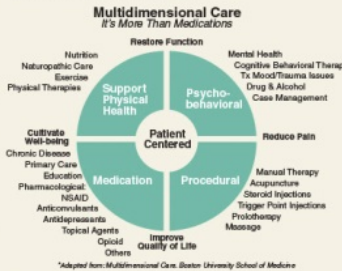 Multidimensional Care
It's More Than Medications
Restore Function
Nutrition
Naturopathic Care
Exercise
Physical Therapies
Mental Health
Cognitive Behavioral Therap
Tx Mood/Trauma Issues
Drug & Alcohol
Case Management
Support
Physical
Health
Psycho-
behavioral
Cultivate
Well-being
Patient
Centered
Reduce Pain
Chronic Disease
Primary Care
Education
Pharmacological:
NSAID
Anticonvulsants
Antidepressants
Topical Agents
Opioid
Others
Medication
Procedural
Manual Therapy
Acupuncture
Steroid Injections
Trigger Point Injections
Prolotherapy
Massage
Improve
Quality of Life
*Adapted from: Multidimensional Care, Boston University School of Medicine